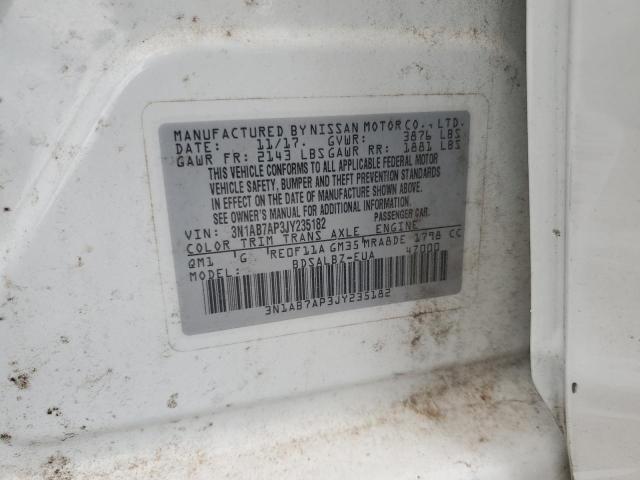 MANUFACTURED BY NISSAN MOTOR CO., LTD.
DATE: 11/17. GVWR: 3876 LBS
GAWR FR: 2143 LBS GAWR RR: 1881 LBS
THIS VEHICLE CONFORMS TO ALL APPLICABLE FEDERAL MOTOR
VEHICLE SAFETY, BUMPER AND THEFT PREVENTION STANDARDS
IN EFFECT ON THE DATE OF MANUFACTURE SHOWN ABOVE.
SEE OWNER'S MANUAL FOR ADDITIONAL INFORMATION.
VIN: 3N1AB7AP3JY235182 PASSENGER CAR.
COLOR TRIM TRANS AXLE ENGINE
QM1 G RE0F11A GM35 MRA8DE 1798 CC
BDSALBZ-EUA 47000
3N1AB7AP3JY235182